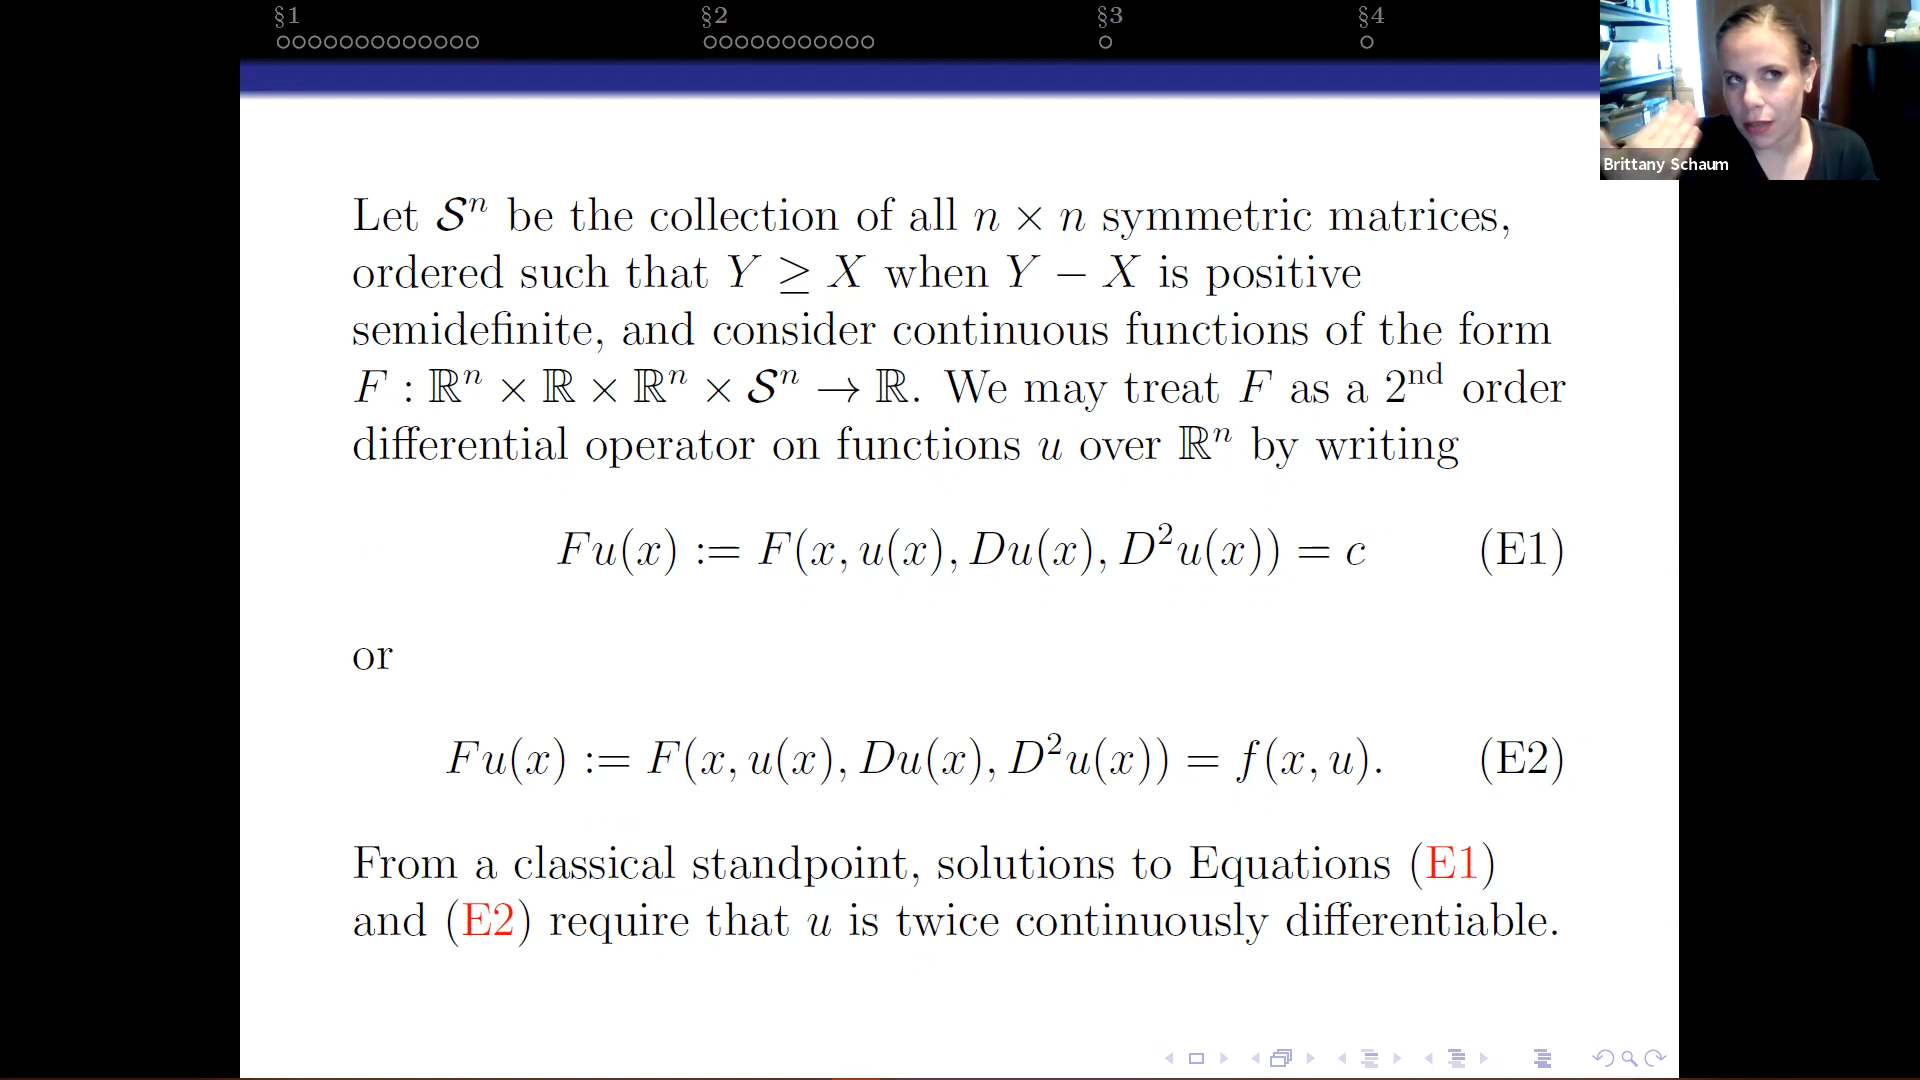 §1 §2 §3 §4
Brittany Schaum
Let 𝒮ⁿ be the collection of all n × n symmetric matrices,
ordered such that Y ≥ X when Y − X is positive
semidefinite, and consider continuous functions of the form
F : ℝⁿ × ℝ × ℝⁿ × 𝒮ⁿ → ℝ. We may treat F as a 2ⁿᵈ order
differential operator on functions u over ℝⁿ by writing
Fu(x) := F(x, u(x), Du(x), D²u(x)) = c (E1)
or
Fu(x) := F(x, u(x), Du(x), D²u(x)) = f(x, u). (E2)
From a classical standpoint, solutions to Equations (E1)
and (E2) require that u is twice continuously differentiable.